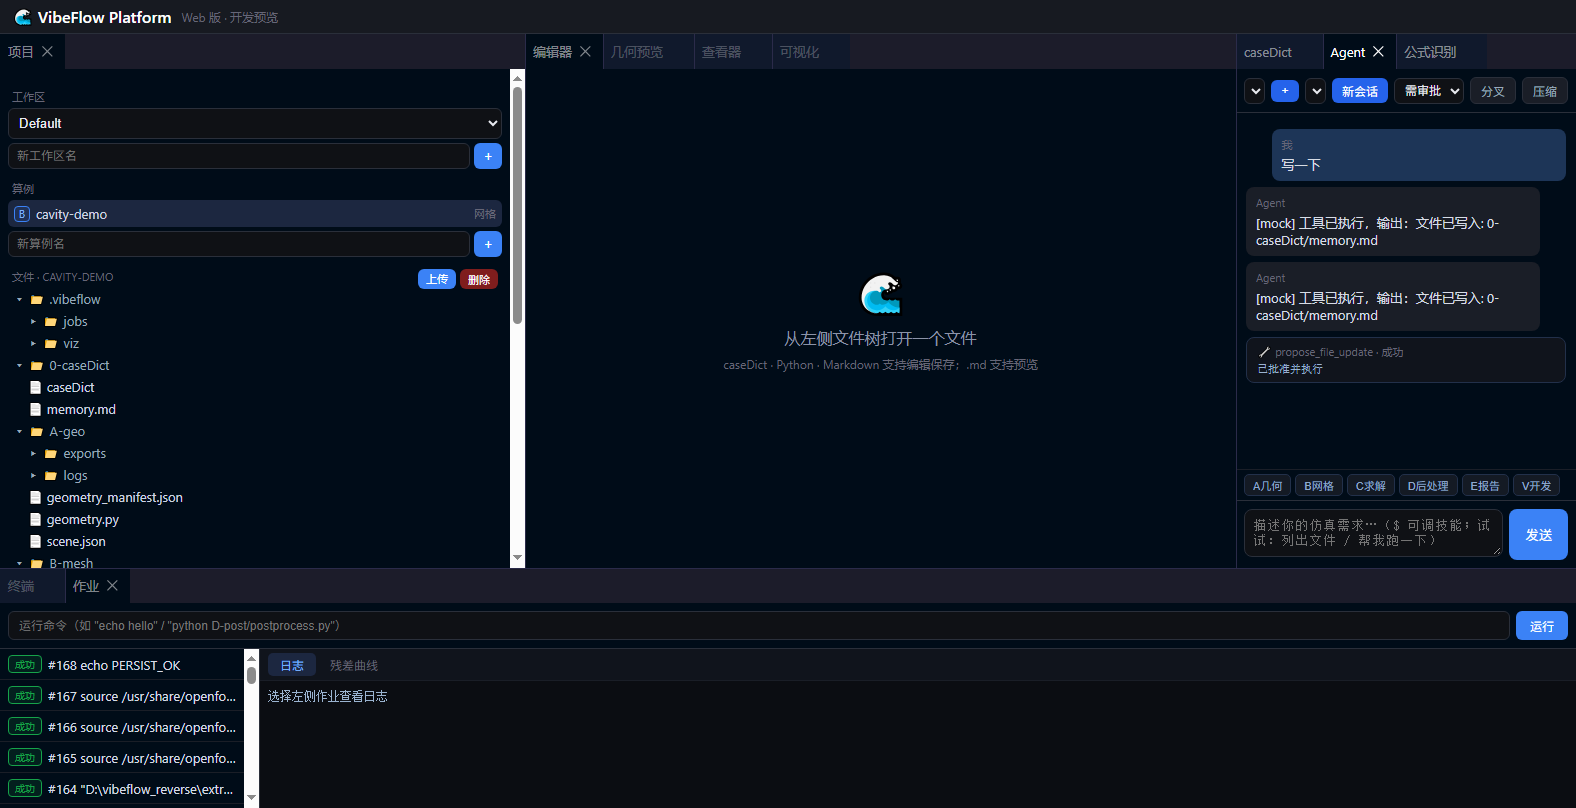 VibeFlow Platform Web 版 · 开发预览
项目
工作区
Default
新工作区名
+
算例
B cavity-demo 网格
新算例名
+
文件 · CAVITY-DEMO 上传 删除
.vibeflow
jobs
viz
0-caseDict
caseDict
memory.md
A-geo
exports
logs
geometry_manifest.json
geometry.py
scene.json
B-mesh
编辑器 几何预览 查看器 可视化
从左侧文件树打开一个文件
caseDict · Python · Markdown 支持编辑保存；.md 支持预览
caseDict Agent 公式识别
+ 新会话 需审批 分叉 压缩
我
写一下
Agent
[mock] 工具已执行，输出：文件已写入: 0-
caseDict/memory.md
Agent
[mock] 工具已执行，输出：文件已写入: 0-
caseDict/memory.md
propose_file_update · 成功
已批准并执行
A几何 B网格 C求解 D后处理 E报告 V开发
描述你的仿真需求…（$ 可调技能；试
试：列出文件 / 帮我跑一下）
发送
终端 作业
运行命令（如 "echo hello" / "python D-post/postprocess.py"）
运行
成功 #168 echo PERSIST_OK
成功 #167 source /usr/share/openfo...
成功 #166 source /usr/share/openfo...
成功 #165 source /usr/share/openfo...
成功 #164 "D:\vibeflow_reverse\extr...
日志 残差曲线
选择左侧作业查看日志